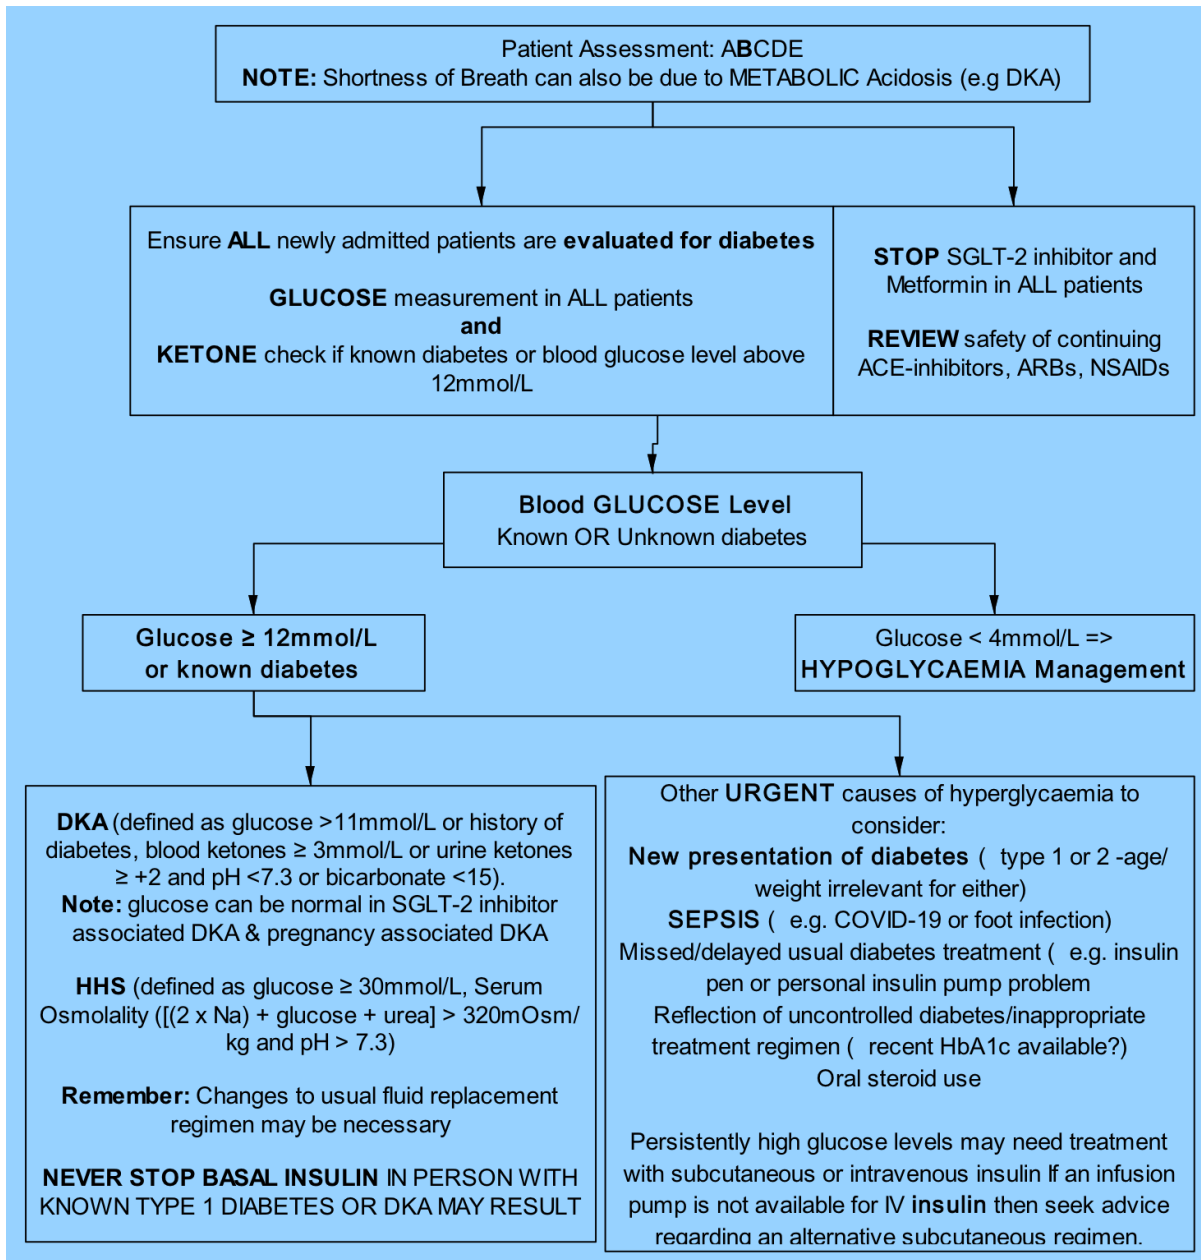 Patient Assessment: ABCDE
NOTE: Shortness of Breath can also be due to METABOLIC Acidosis (e.g DKA)
Ensure ALL newly admitted patients are evaluated for diabetes
GLUCOSE measurement in ALL patients
and
KETONE check if known diabetes or blood glucose level above
12mmol/L
STOP SGLT-2 inhibitor and
Metformin in ALL patients
REVIEW safety of continuing
ACE-inhibitors, ARBs, NSAIDs
Blood GLUCOSE Level
Known OR Unknown diabetes
Glucose ≥ 12mmol/L
or known diabetes
Glucose < 4mmol/L =>
HYPOGLYCAEMIA Management
DKA (defined as glucose >11mmol/L or history of
diabetes, blood ketones ≥ 3mmol/L or urine ketones
≥ +2 and pH <7.3 or bicarbonate <15).
Note: glucose can be normal in SGLT-2 inhibitor
associated DKA & pregnancy associated DKA
HHS (defined as glucose ≥ 30mmol/L, Serum
Osmolality ([(2 x Na) + glucose + urea] > 320mOsm/
kg and pH > 7.3)
Remember: Changes to usual fluid replacement
regimen may be necessary
NEVER STOP BASAL INSULIN IN PERSON WITH
KNOWN TYPE 1 DIABETES OR DKA MAY RESULT
Other URGENT causes of hyperglycaemia to
consider:
New presentation of diabetes ( type 1 or 2 -age/
weight irrelevant for either)
SEPSIS ( e.g. COVID-19 or foot infection)
Missed/delayed usual diabetes treatment ( e.g. insulin
pen or personal insulin pump problem
Reflection of uncontrolled diabetes/inappropriate
treatment regimen ( recent HbA1c available?)
Oral steroid use
Persistently high glucose levels may need treatment
with subcutaneous or intravenous insulin If an infusion
pump is not available for IV insulin then seek advice
regarding an alternative subcutaneous regimen.